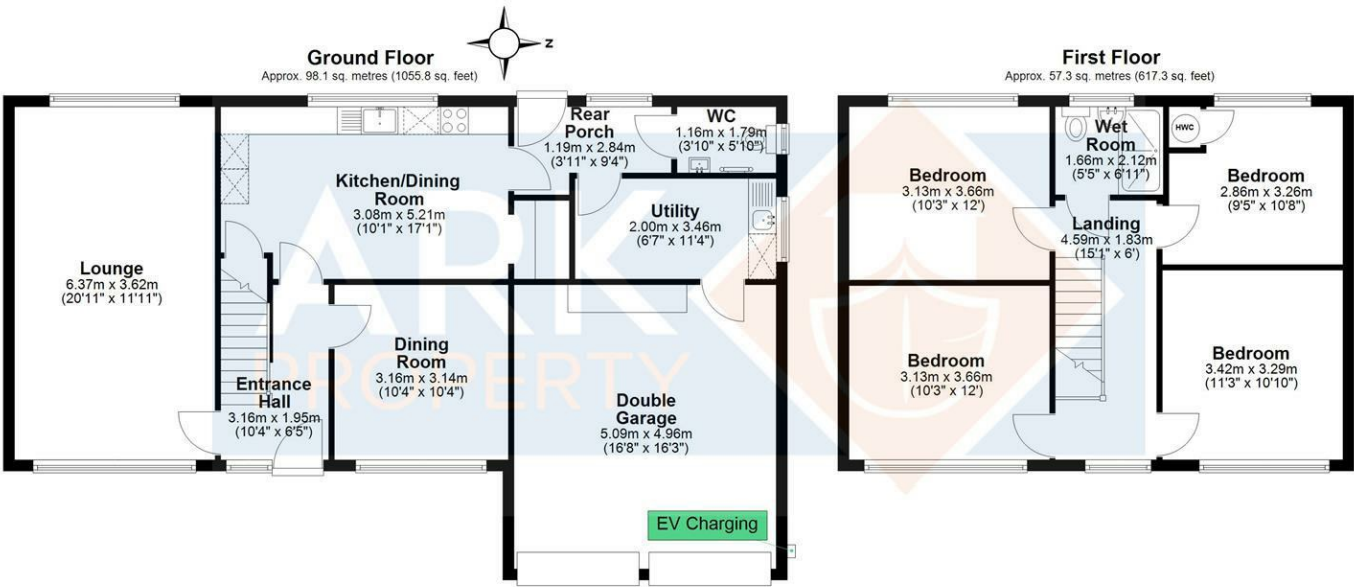 Ground Floor
Approx. 98.1 sq. metres (1055.8 sq. feet)
z
First Floor
Approx. 57.3 sq. metres (617.3 sq. feet)
Rear
Porch
1.19m x 2.84m
(3'11" x 9'4")
WC
1.16m x 1.79m
(3'10" x 5'10")
Kitchen/Dining
Room
3.08m x 5.21m
(10'1" x 17'1")
Utility
2.00m x 3.46m
(6'7" x 11'4")
Lounge
6.37m x 3.62m
(20'11" x 11'11")
Dining
Room
3.16m x 3.14m
(10'4" x 10'4")
Entrance
Hall
3.16m x 1.95m
(10'4" x 6'5")
Double
Garage
5.09m x 4.96m
(16'8" x 16'3")
EV Charging
Bedroom
3.13m x 3.66m
(10'3" x 12')
Wet
Room
1.66m x 2.12m
(5'5" x 6'11")
HWC
Bedroom
2.86m x 3.26m
(9'5" x 10'8")
Landing
4.59m x 1.83m
(15'1" x 6')
Bedroom
3.13m x 3.66m
(10'3" x 12')
Bedroom
3.42m x 3.29m
(11'3" x 10'10")
ARK
PROPERTY